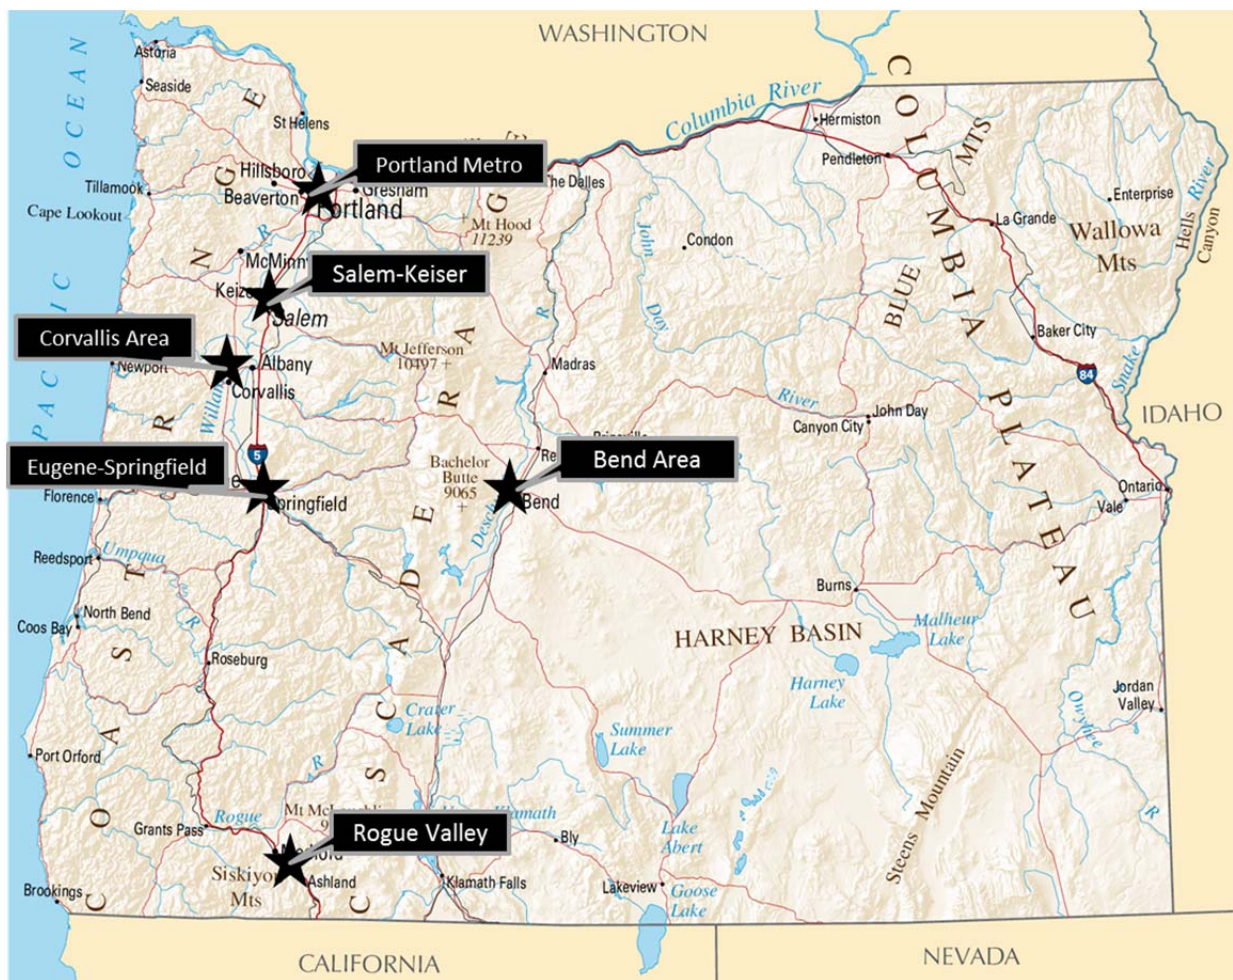 WASHINGTON
PACIFIC OCEAN
Columbia River
COLUMBIA PLATEAU
COAST RANGE
CASCADE
Astoria
Seaside
St Helens
Hermiston
Pendleton
BLUE MTS
Portland Metro
Hillsboro
Beaverton
Gresham
Portland
The Dalles
Tillamook
Cape Lookout
Mt Hood
11239
John Day River
Condon
La Grande
Enterprise
Wallowa
Mts
Hells
Canyon
Snake River
R
Salem-Keiser
Salem
Corvallis Area
Newport
Albany
Corvallis
Mt Jefferson
10497
R
Madras
Baker City
84
IDAHO
John Day
Canyon City
5
Eugene-Springfield
Springfield
Florence
Bachelor
Butte
9065
Bend Area
Bend
Ontario
Vale
Reedsport
Umpqua
R
North Bend
Coos Bay
Roseburg
Burns
HARNEY BASIN
Malheur
Lake
Harney
Lake
Jordan
Valley
Owyhee
R
Crater
Lake
Summer
Lake
Port Orford
R
Steens Mountain
Grants Pass
Rogue
Rogue Valley
Klamath
Lake
Abert
Bly
Siskiyou
Mts
Ashland
Klamath Falls
Lakeview
Goose
Lake
Brookings
CALIFORNIA
NEVADA